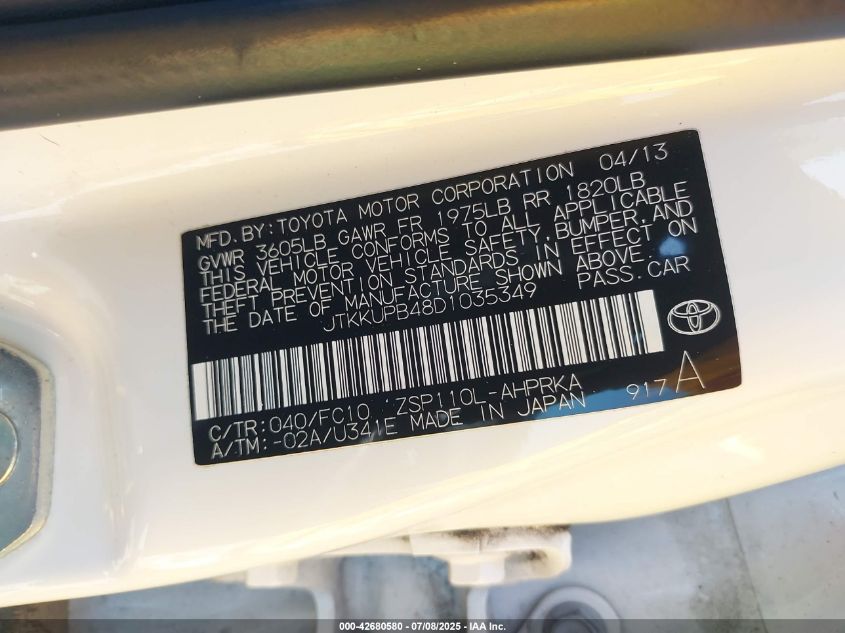 MFD. BY: TOYOTA MOTOR CORPORATION 04/13
GVWR 3605LB GAWR FR 1975LB RR 1820LB
THIS VEHICLE CONFORMS TO ALL APPLICABLE
FEDERAL MOTOR VEHICLE SAFETY, BUMPER, AND
THEFT PREVENTION STANDARDS IN EFFECT ON
THE DATE OF MANUFACTURE SHOWN ABOVE.
JTKKUPB48D1035349 PASS. CAR
C/TR: 040/FC10 ZSP110L-AHPRKA
A/TM: -02A/U341E MADE IN JAPAN 917 A
000-42680580 - 07/08/2025 - IAA Inc.